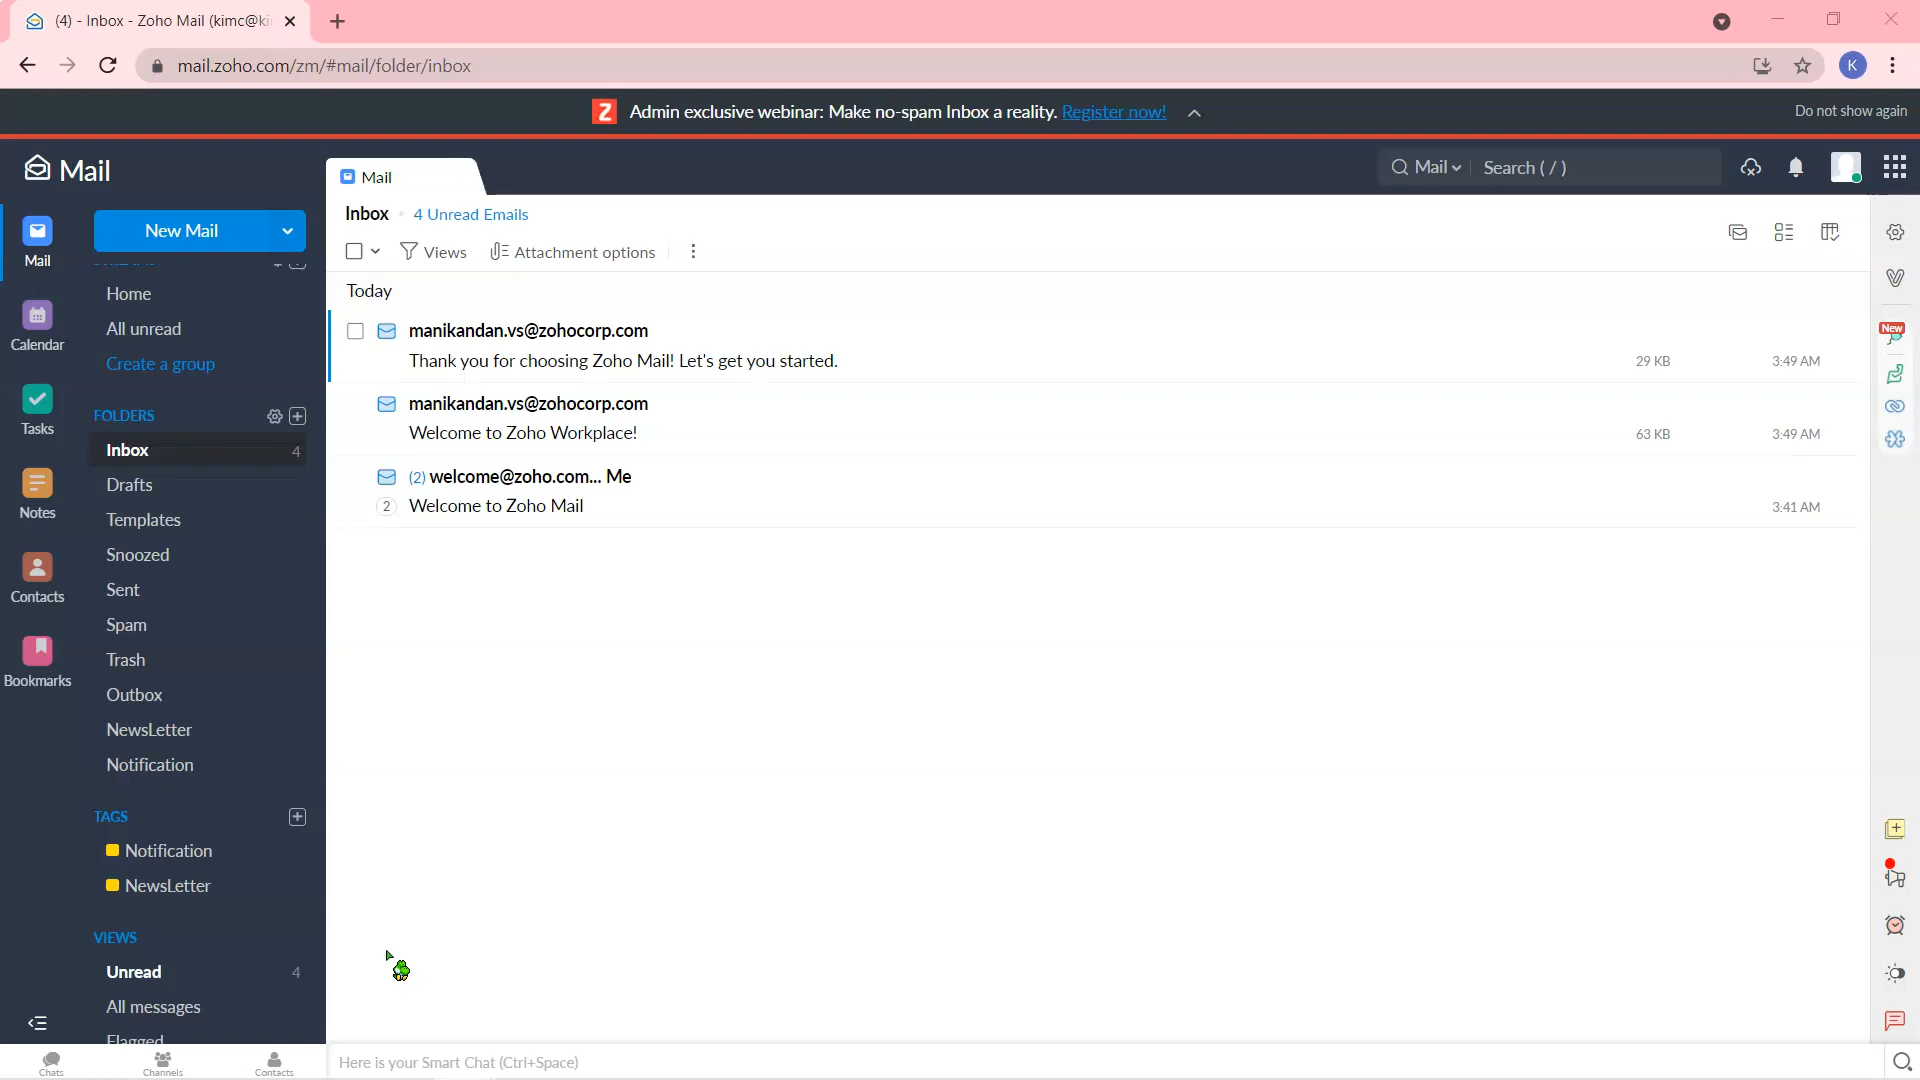 (4) - Inbox - Zoho Mail (kimc@ki
mail.zoho.com/zm/#mail/folder/inbox
K
Z Admin exclusive webinar: Make no-spam Inbox a reality. Register now!
Do not show again
Mail
Mail
Mail
Search ( / )
Mail
Calendar
Tasks
Notes
Contacts
Bookmarks
New Mail
Home
All unread
Create a group
FOLDERS
Inbox 4
Drafts
Templates
Snoozed
Sent
Spam
Trash
Outbox
NewsLetter
Notification
TAGS
Notification
NewsLetter
VIEWS
Unread 4
All messages
Flagged
Inbox 4 Unread Emails
Views
Attachment options
Today
manikandan.vs@zohocorp.com
Thank you for choosing Zoho Mail! Let's get you started. 29 KB 3:49 AM
manikandan.vs@zohocorp.com
Welcome to Zoho Workplace! 63 KB 3:49 AM
(2) welcome@zoho.com... Me
2 Welcome to Zoho Mail 3:41 AM
New
Chats
Channels
Contacts
Here is your Smart Chat (Ctrl+Space)